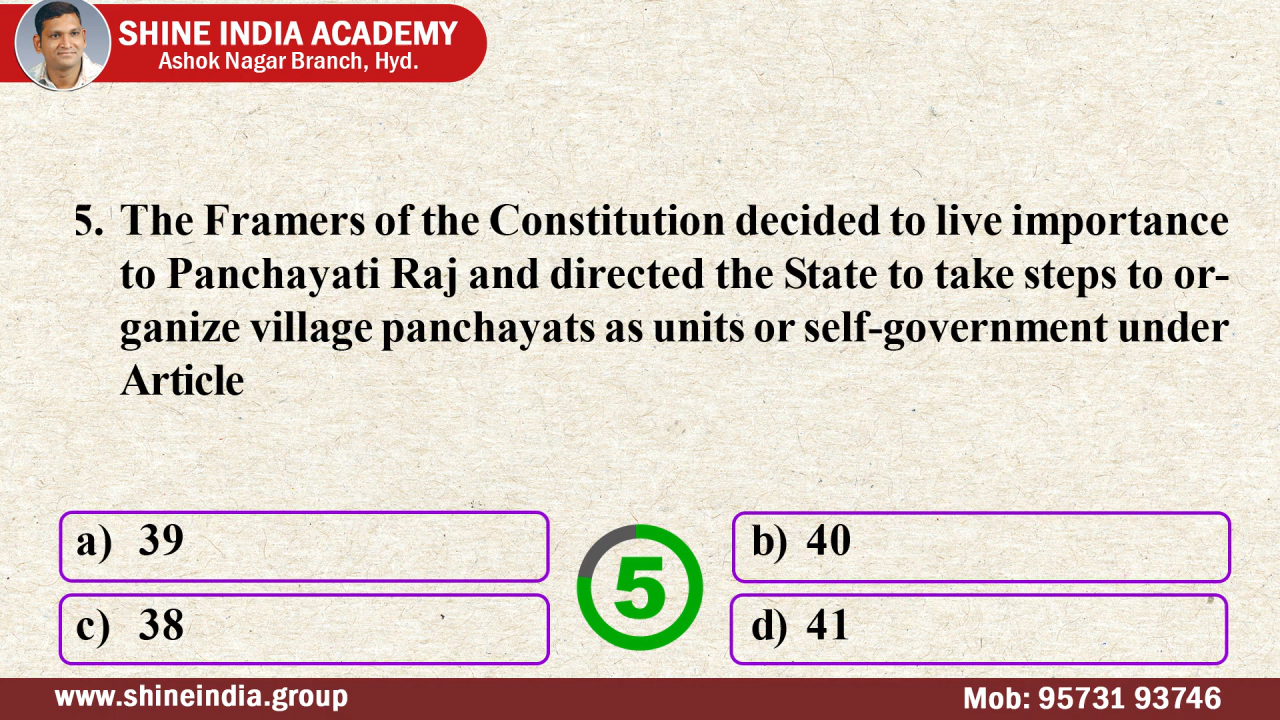 SHINE INDIA ACADEMY
Ashok Nagar Branch, Hyd.
5. The Framers of the Constitution decided to live importance
to Panchayati Raj and directed the State to take steps to or-
ganize village panchayats as units or self-government under
Article
a) 39
b) 40
5
c) 38
d) 41
www.shineindia.group
Mob: 95731 93746